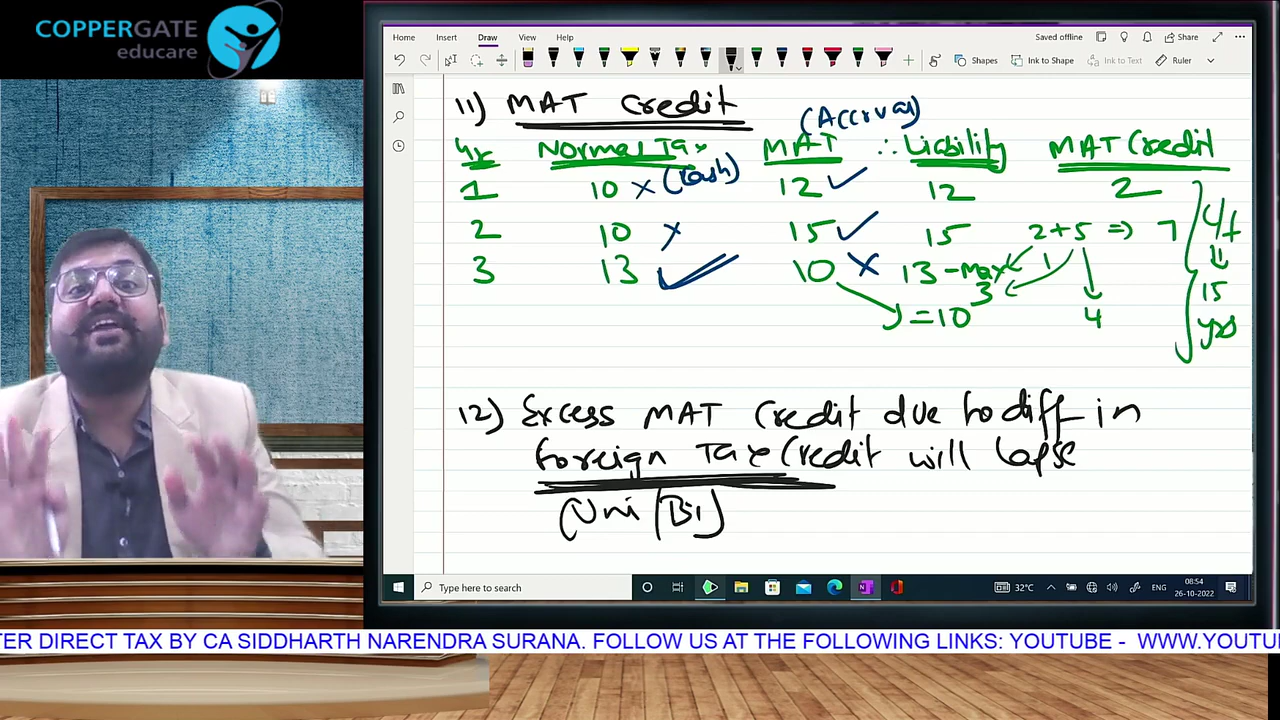 COPPERGATE
educare
Home Insert Draw View Help
Saved offline Share
Shapes Ink to Shape Ink to Text Ruler
11) MAT Credit
(Accrual)
Yr Normal Tax MAT ∴ Liability MAT Credit
1 10 × (Cash) 12 ✓ 12 2
2 10 × 15 ✓ 15 2+5 ⇒ 7
3 13 ✓ 10 × 13 - Max 1
3
= 10 4
C/f
15
yrs
12) Excess MAT Credit due to diff in
foreign Tax Credit will lapse
(Uni/Bi)
Type here to search
32°C ENG 08:54
26-10-2022
TER DIRECT TAX BY CA SIDDHARTH NARENDRA SURANA. FOLLOW US AT THE FOLLOWING LINKS: YOUTUBE - WWW.YOUTU